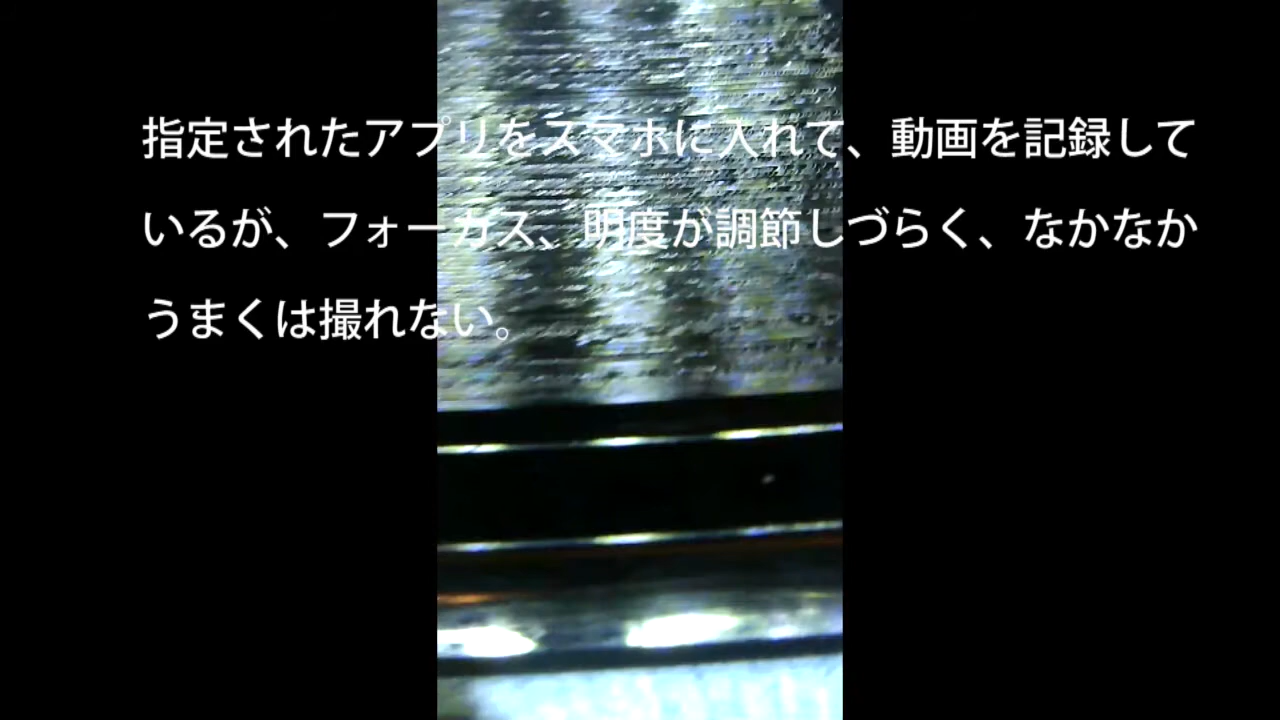 指定されたアプリをスマホに入れて、動画を記録して
いるが、フォーカス、明度が調節しづらく、なかなか
うまくは撮れない。